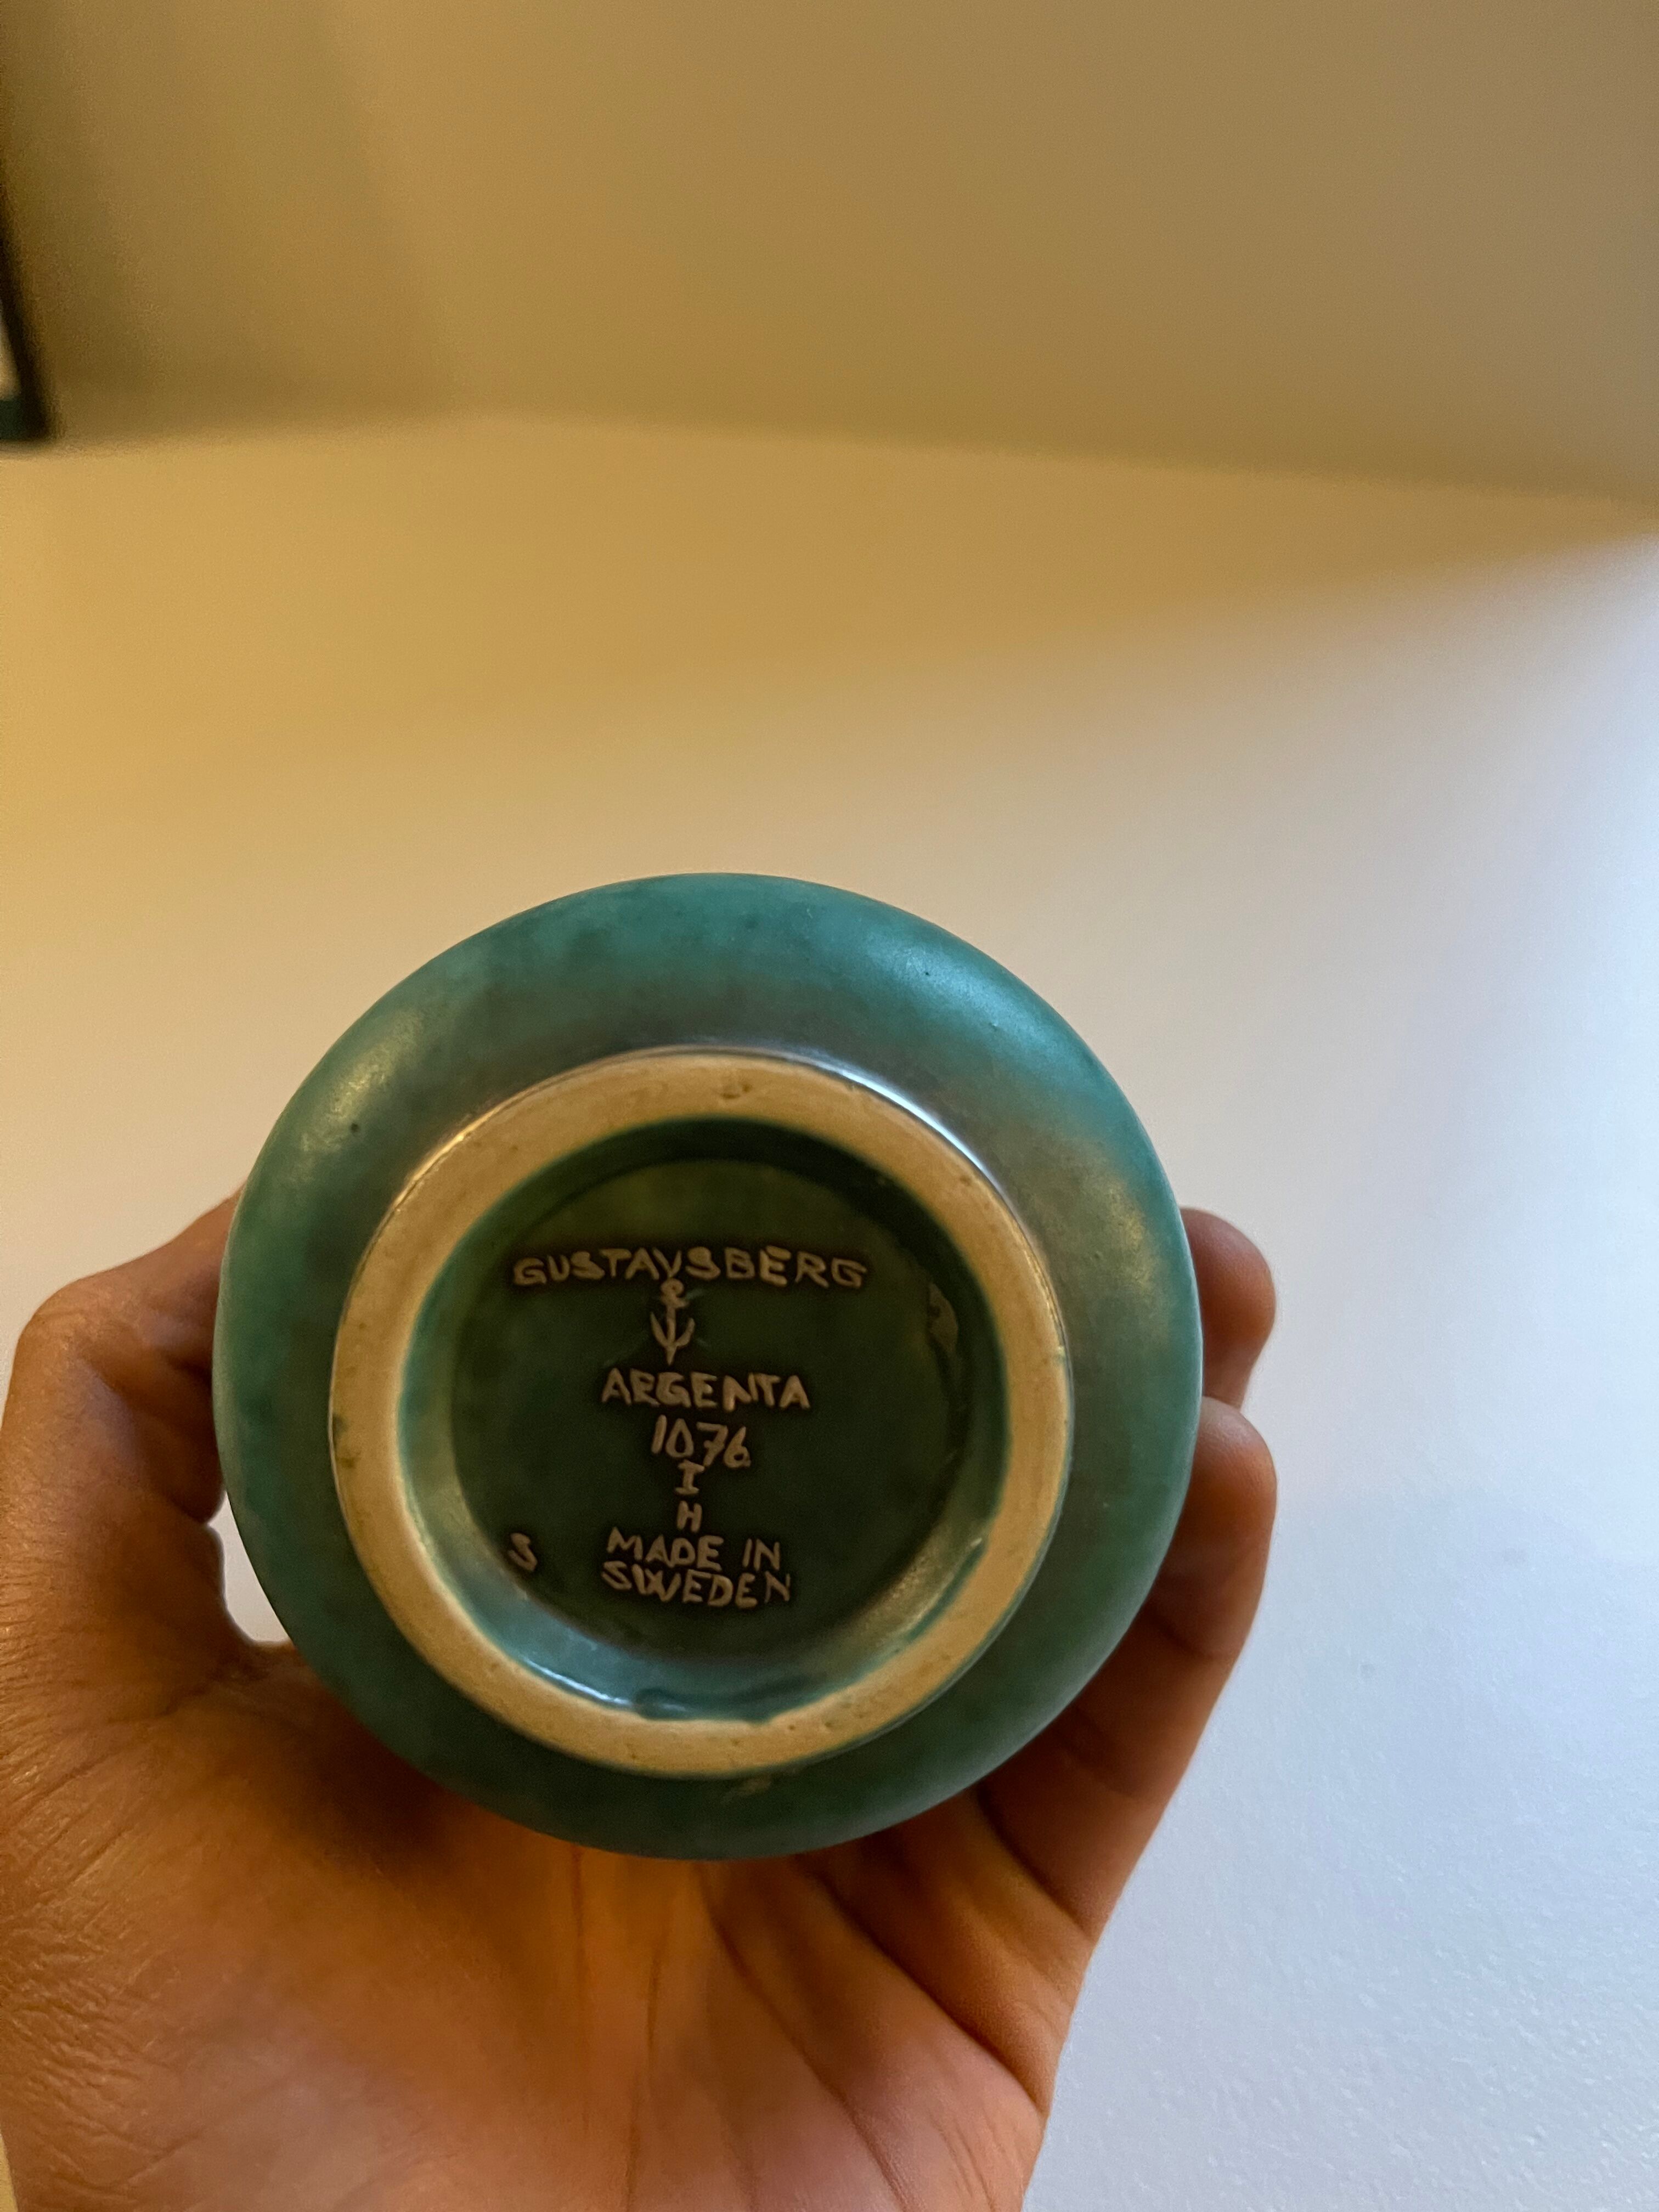 GUSTAVSBERG
ARGENTA
1076
I
H
S
MADE IN
SWEDEN